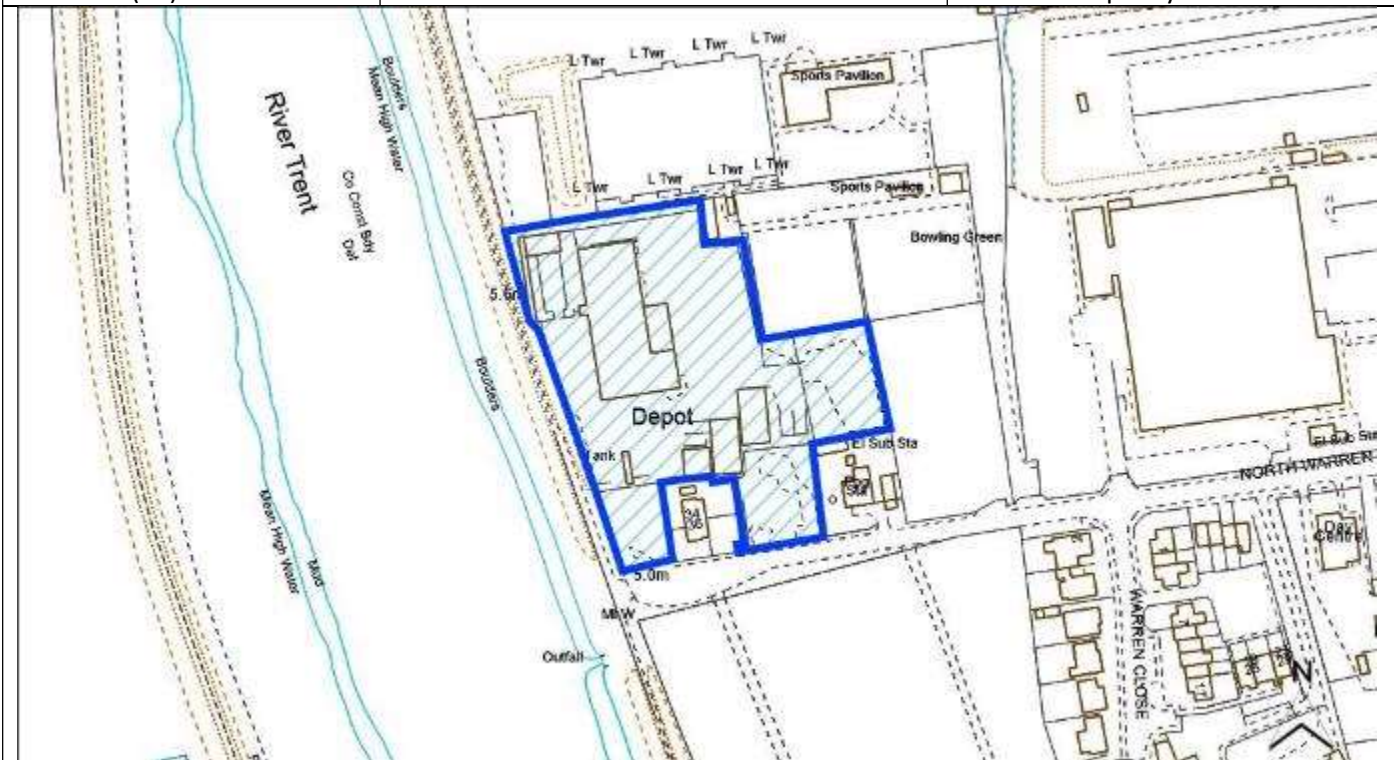 L Twr
L Twr
L Twr
L Twr
Sports Pavilion
Boulders
Mean High Water
River Trent
Co Const Bdy
Def
L Twr
L Twr
L Twr
L Twr
Sports Pavilion
Bowling Green
5.6m
Boulders
Depot
Tank
El Sub Sta
El Sub Sta
NORTH WARREN
Day
Centre
Mean High Water
Mud
5.0m
MHW
Outfall
WARREN CLOSE
N